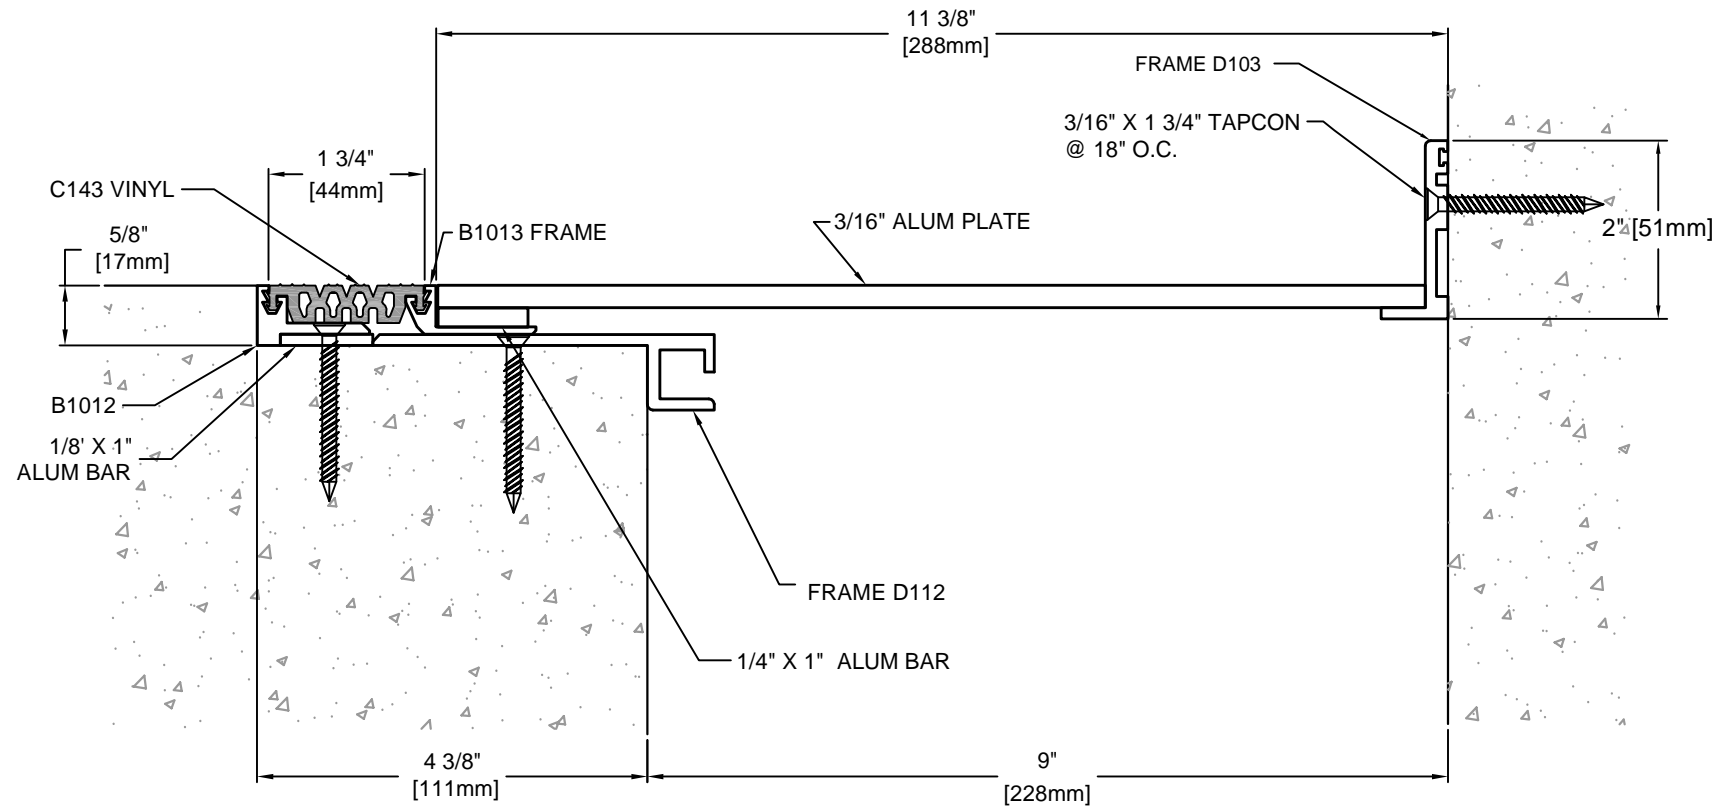 11 3/8"
[288mm]
FRAME D103
3/16" X 1 3/4" TAPCON
@ 18" O.C.
1 3/4"
[44mm]
C143 VINYL
5/8"
[17mm]
B1013 FRAME
3/16" ALUM PLATE
2" [51mm]
B1012
1/8' X 1"
ALUM BAR
FRAME D112
1/4" X 1" ALUM BAR
4 3/8"
[111mm]
9"
[228mm]